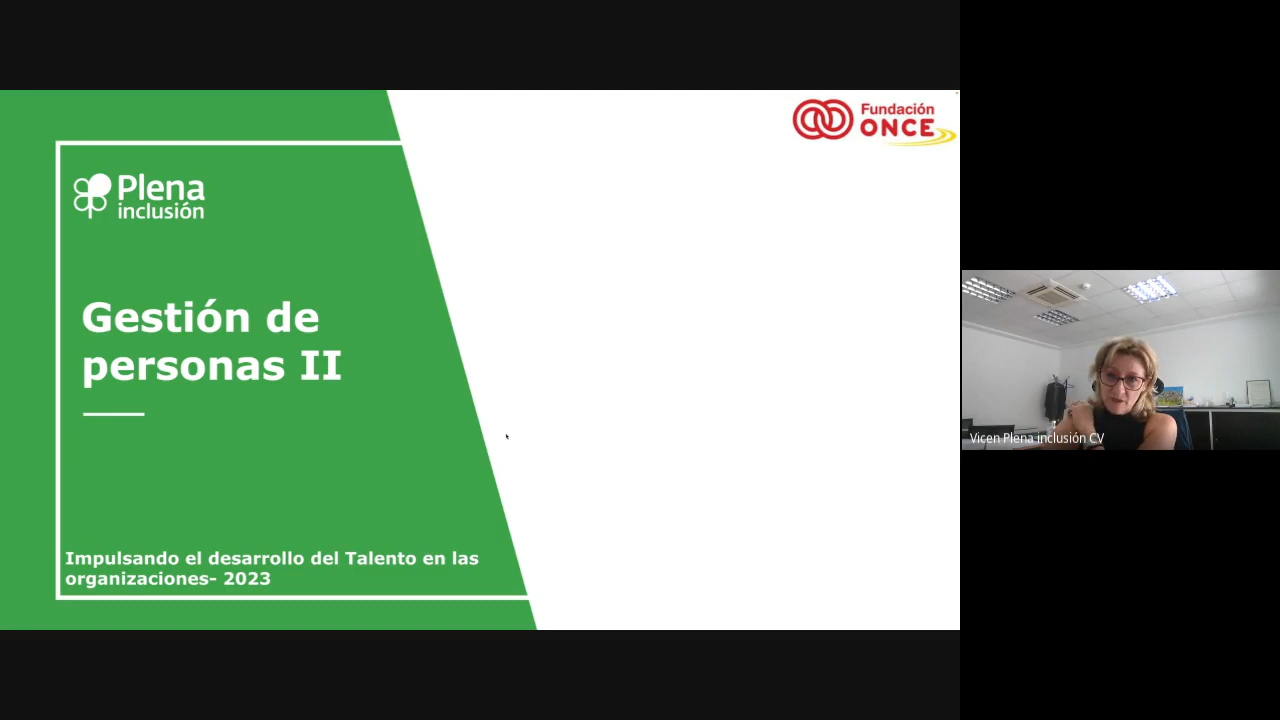 Fundación
ONCE
Plena
inclusión
Gestión de
personas II
Impulsando el desarrollo del Talento en las
organizaciones- 2023
Vicen Plena inclusión CV